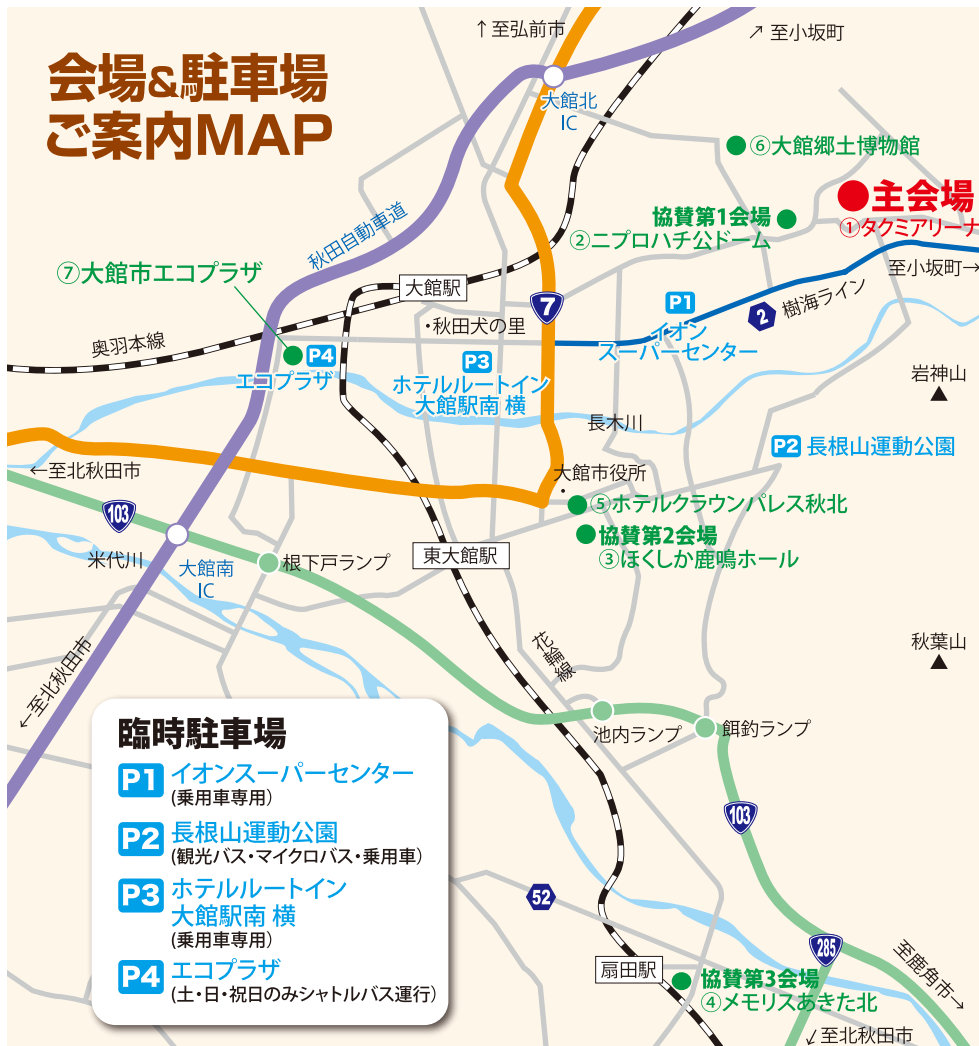 会場&駐車場
ご案内MAP
↑至弘前市
↗至小坂町
大館北
IC
⑥大館郷土博物館
主会場
①タクミアリーナ
協賛第1会場
②ニプロハチ公ドーム
秋田自動車道
至小坂町→
⑦大館市エコプラザ
大館駅
7
P1
イオン
スーパーセンター
2
樹海ライン
・秋田犬の里
奥羽本線
P4
エコプラザ
P3
ホテルルートイン
大館駅南 横
岩神山
長木川
P2 長根山運動公園
←至北秋田市
大館市役所
⑤ホテルクラウンパレス秋北
103
協賛第2会場
③ほくしか鹿鳴ホール
米代川
大館南
IC
根下戸ランプ
東大館駅
花輪線
秋葉山
←至北秋田市
池内ランプ
餌釣ランプ
臨時駐車場
P1 イオンスーパーセンター
(乗用車専用)
P2 長根山運動公園
(観光バス・マイクロバス・乗用車)
P3 ホテルルートイン
大館駅南 横
(乗用車専用)
P4 エコプラザ
(土・日・祝日のみシャトルバス運行)
103
52
285
扇田駅
協賛第3会場
④メモリスあきた北
至鹿角市→
↙至北秋田市